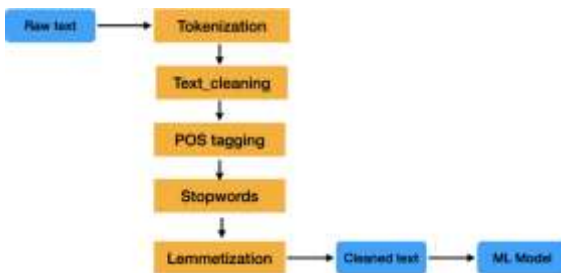 Raw text
Tokenization
Text_cleaning
POS tagging
Stopwords
Lemmetization
Cleaned text
ML Model